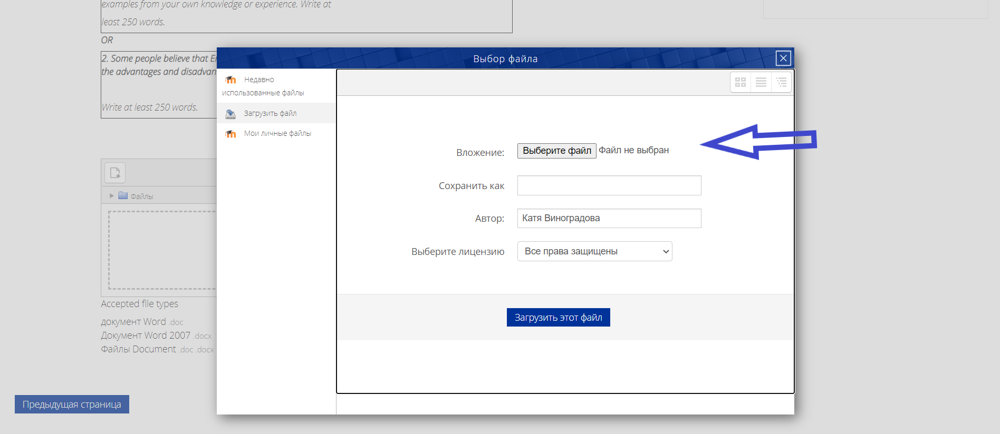 examples from your own knowledge or experience. Write at
least 250 words.
OR
2. Some people believe that
the advantages and
Write at least 250 words.
Файлы
Accepted file types
документ Word .doc
Документ Word 2007 .docx
Файлы Document .doc .docx
Предыдущая страница
Выбор файла
Недавно
использованные файлы
Загрузить файл
Мои личные файлы
Вложение: Выберите файл Файл не выбран
Сохранить как
Автор: Катя Виноградова
Выберите лицензию Все права защищены
Загрузить этот файл